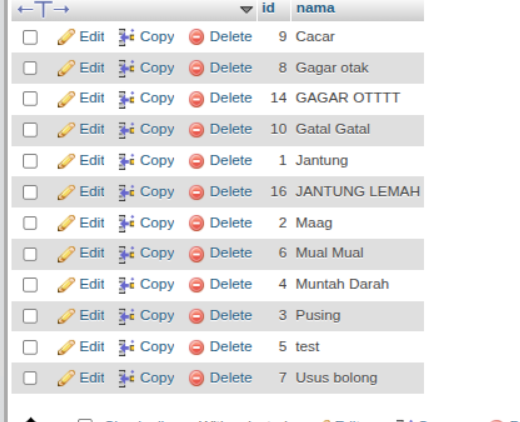 id nama
Edit Copy Delete 9 Cacar
Edit Copy Delete 8 Gagar otak
Edit Copy Delete 14 GAGAR OTTTT
Edit Copy Delete 10 Gatal Gatal
Edit Copy Delete 1 Jantung
Edit Copy Delete 16 JANTUNG LEMAH
Edit Copy Delete 2 Maag
Edit Copy Delete 6 Mual Mual
Edit Copy Delete 4 Muntah Darah
Edit Copy Delete 3 Pusing
Edit Copy Delete 5 test
Edit Copy Delete 7 Usus bolong